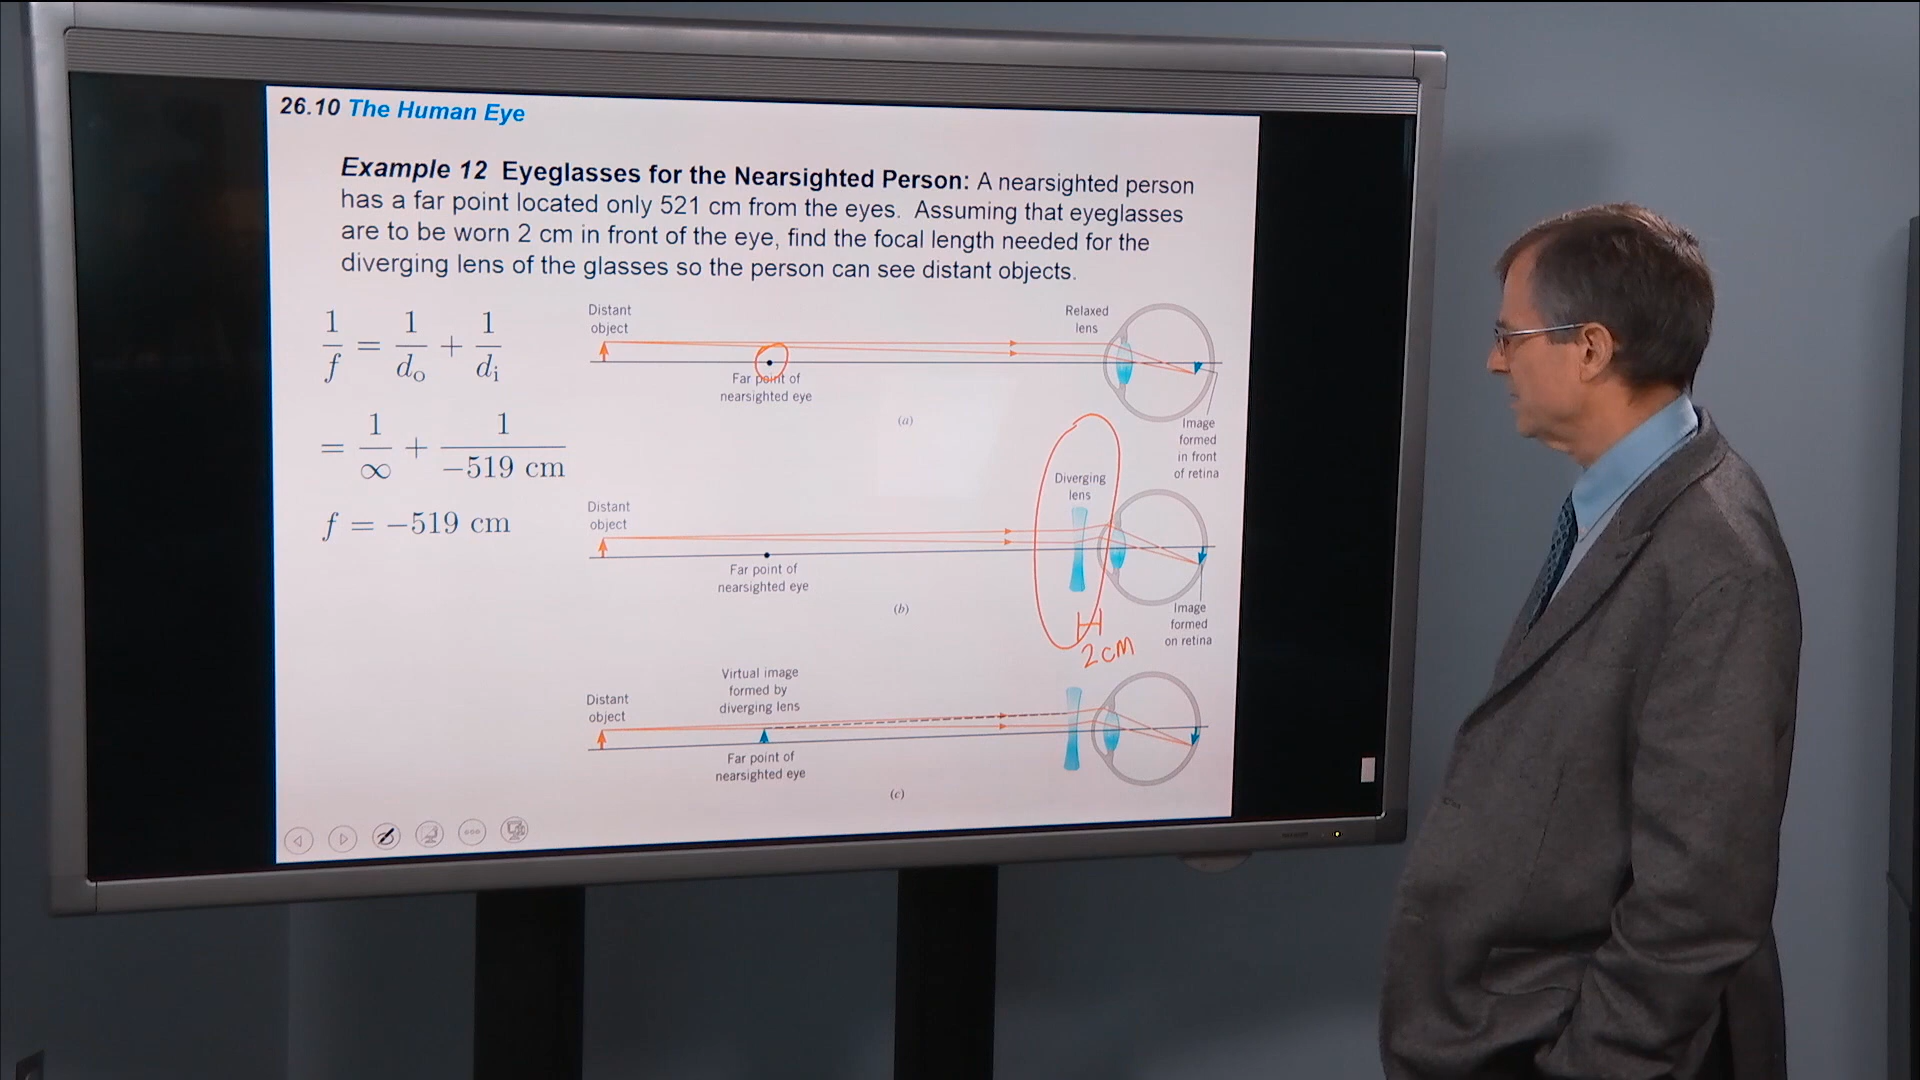 26.10 The Human Eye
Example 12 Eyeglasses for the Nearsighted Person: A nearsighted person
has a far point located only 521 cm from the eyes. Assuming that eyeglasses
are to be worn 2 cm in front of the eye, find the focal length needed for the
diverging lens of the glasses so the person can see distant objects.
1/f = 1/dₒ + 1/dᵢ
= 1/∞ + 1/−519 cm
f = −519 cm
Distant
object
Far point of
nearsighted eye
Relaxed
lens
(a)
Image
formed
in front
of retina
Distant
object
Far point of
nearsighted eye
Diverging
lens
(b)
2 cm
Image
formed
on retina
Distant
object
Virtual image
formed by
diverging lens
Far point of
nearsighted eye
(c)